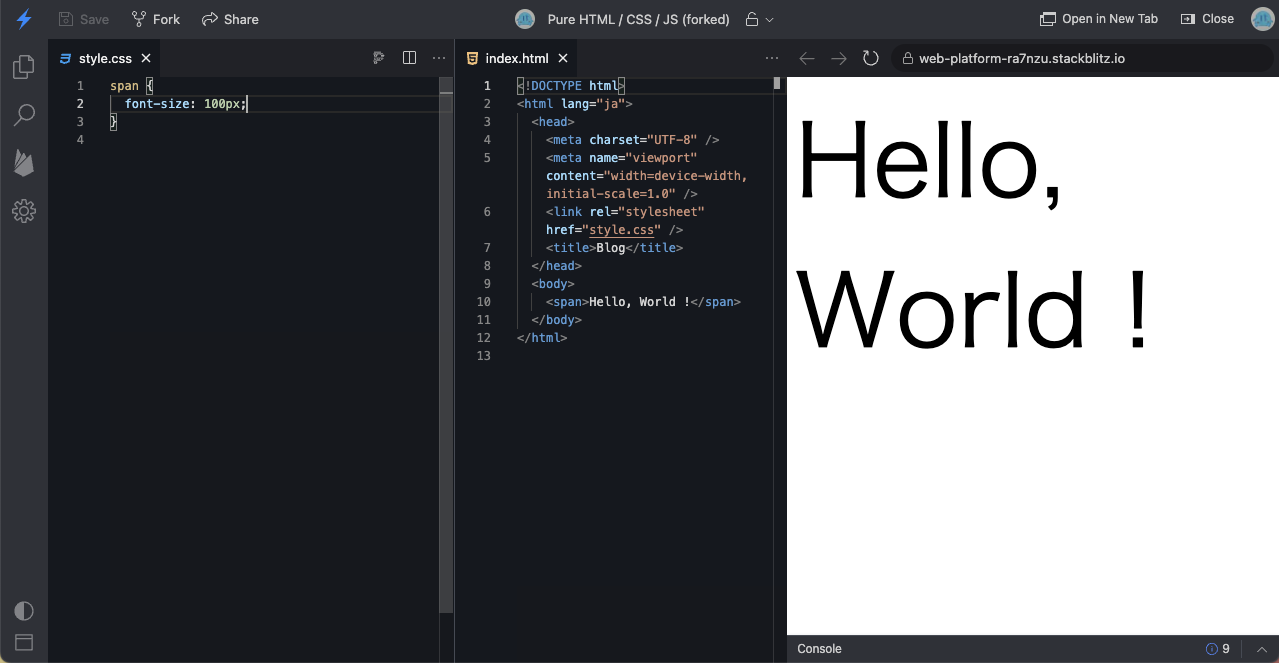 Save Fork Share Pure HTML / CSS / JS (forked) Open in New Tab Close
style.css
1 span {
2 font-size: 100px;
3 }
4
index.html
1 <!DOCTYPE html>
2 <html lang="ja">
3 <head>
4 <meta charset="UTF-8" />
5 <meta name="viewport"
content="width=device-width,
initial-scale=1.0" />
6 <link rel="stylesheet"
href="style.css" />
7 <title>Blog</title>
8 </head>
9 <body>
10 <span>Hello, World !</span>
11 </body>
12 </html>
13
web-platform-ra7nzu.stackblitz.io
Hello,
World !
Console 9